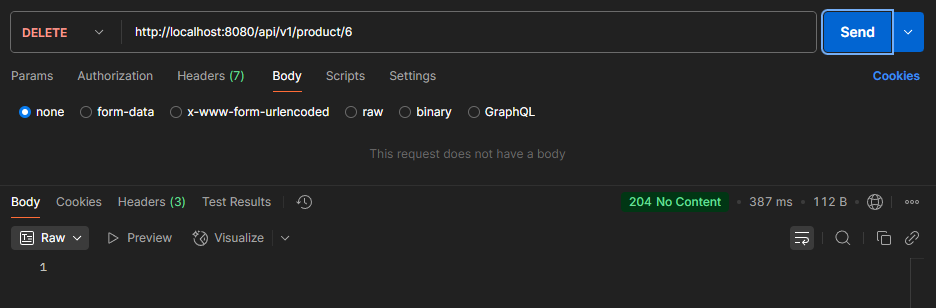 DELETE http://localhost:8080/api/v1/product/6 Send
Params Authorization Headers (7) Body Scripts Settings Cookies
none form-data x-www-form-urlencoded raw binary GraphQL
This request does not have a body
Body Cookies Headers (3) Test Results 204 No Content • 387 ms • 112 B
Raw Preview Visualize
1